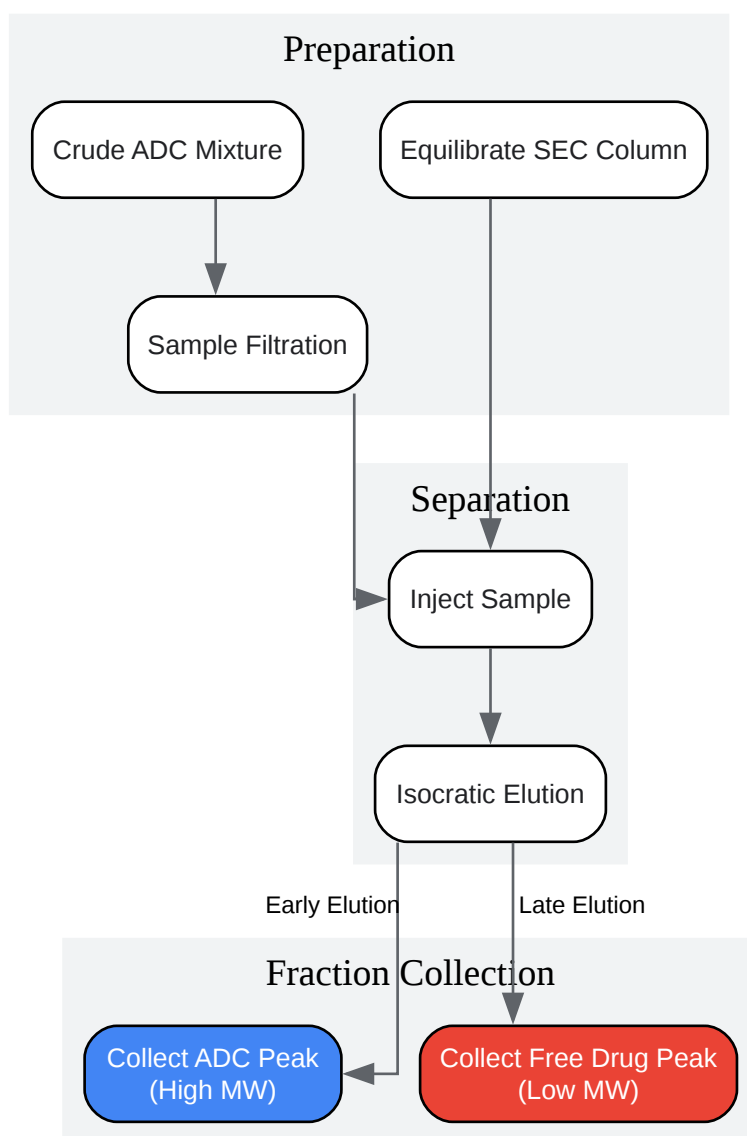 Preparation
Crude ADC Mixture
Equilibrate SEC Column
Sample Filtration
Separation
Inject Sample
Isocratic Elution
Early Elution
Late Elution
Fraction Collection
Collect ADC Peak
(High MW)
Collect Free Drug Peak
(Low MW)